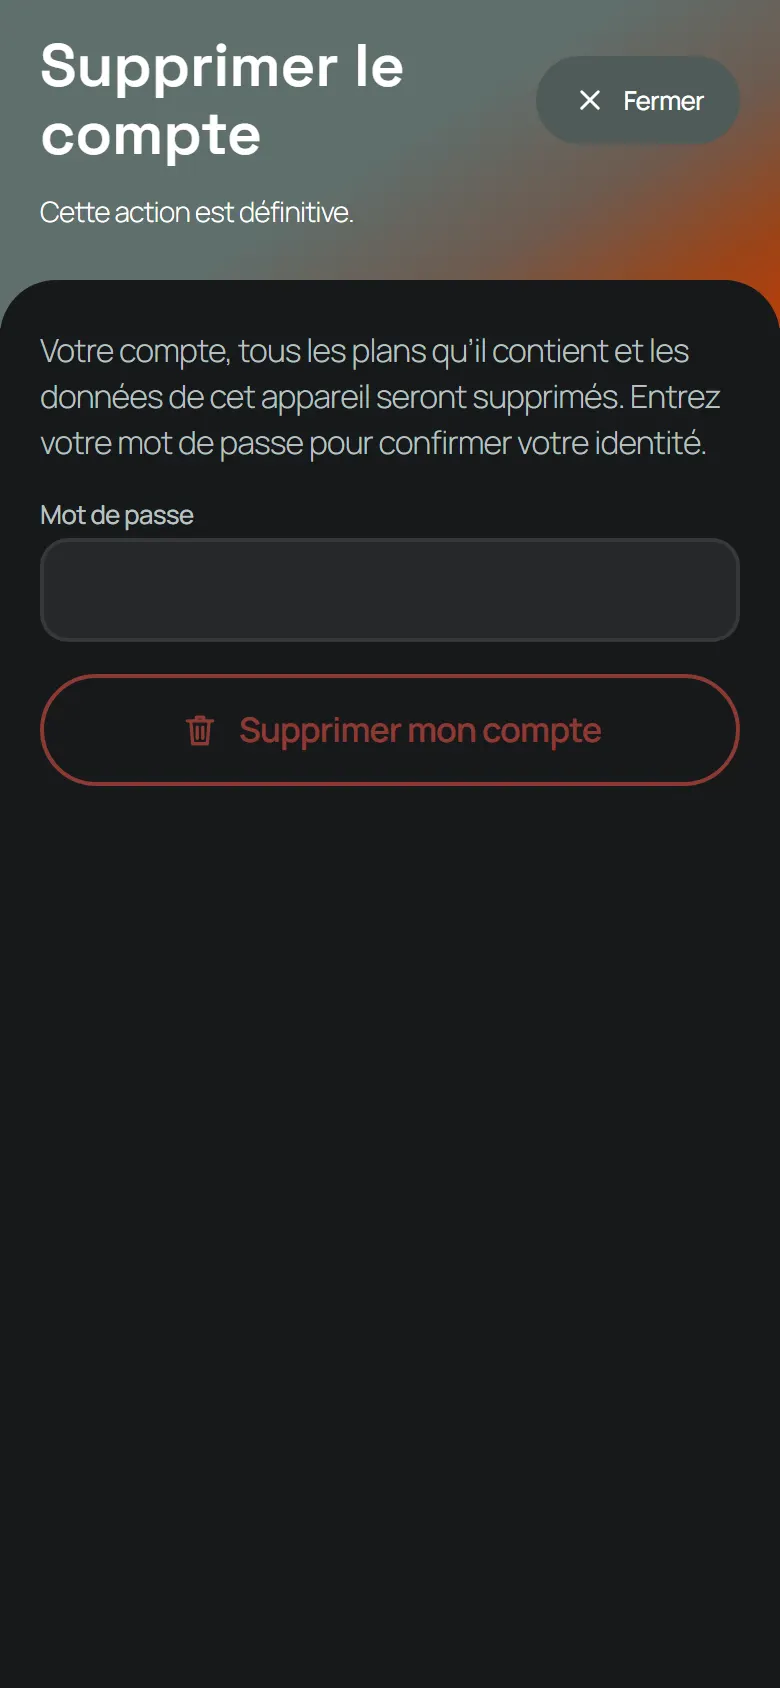 Supprimer le
compte
Fermer
Cette action est définitive.
Votre compte, tous les plans qu’il contient et les
données de cet appareil seront supprimés. Entrez
votre mot de passe pour confirmer votre identité.
Mot de passe
Supprimer mon compte